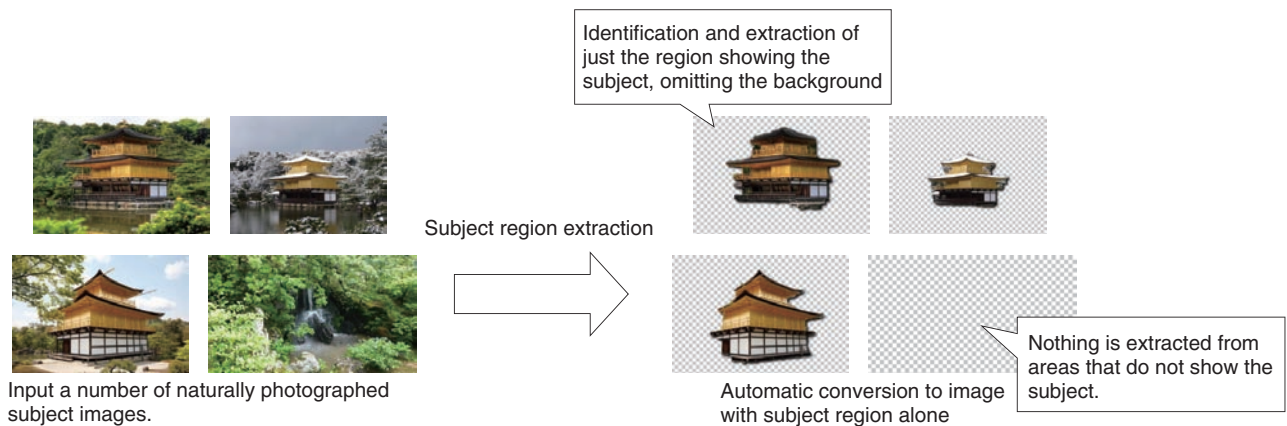 Identification and extraction of
just the region showing the
subject, omitting the background
Subject region extraction
Input a number of naturally photographed
subject images.
Automatic conversion to image
with subject region alone
Nothing is extracted from
areas that do not show the
subject.